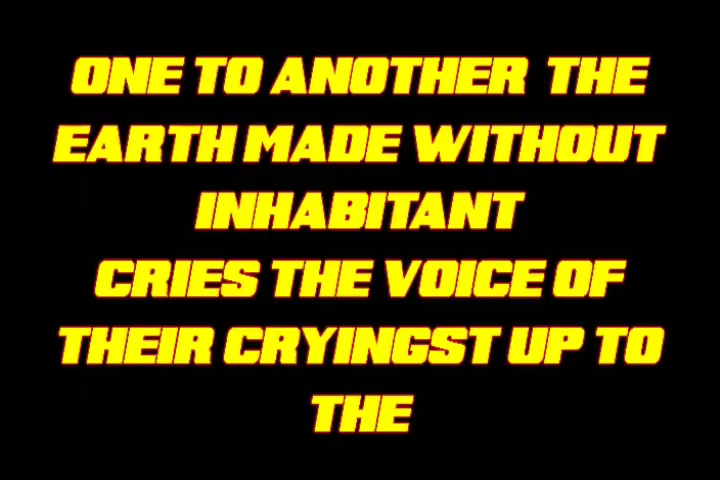 ONE TO ANOTHER THE
EARTH MADE WITHOUT
INHABITANT
CRIES THE VOICE OF
THEIR CRYINGST UP TO
THE